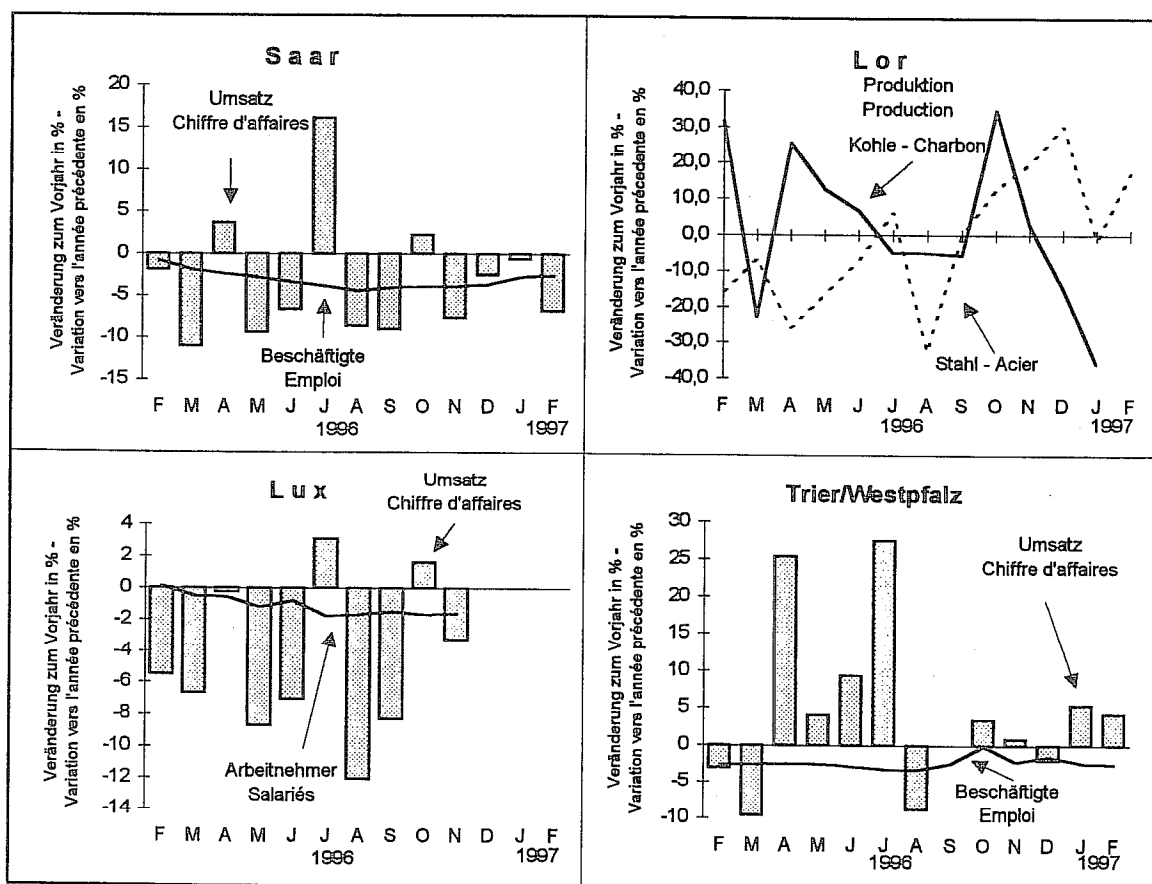 Saar
Veränderung zum Vorjahr in % -
Variation vers l'année précédente en %
20
15
10
5
0
-5
-10
-15
Umsatz
Chiffre d'affaires
Beschäftigte
Emploi
F M A M J J A S O N D J F
1996 1997
Lor
Veränderung zum Vorjahr in % -
Variation vers l'année précedente en %
40,0
30,0
20,0
10,0
0,0
-10,0
-20,0
-30,0
-40,0
Produktion
Production
Kohle - Charbon
Stahl - Acier
F M A M J J A S O N D J F
1996 1997
Lux
Veränderung zum Vorjahr in % -
Variation vers l'année précédente en %
4
2
0
-2
-4
-6
-8
-10
-12
-14
Umsatz
Chiffre d'affaires
Arbeitnehmer
Salariés
F M A M J J A S O N D J F
1996 1997
Trier/Westpfalz
Veränderung zum Vorjahr in % -
Variation vers l'année précédente en %
30
25
20
15
10
5
0
-5
-10
Umsatz
Chiffre d'affaires
Beschäftigte
Emploi
F M A M J J A S O N D J F
1996 1997